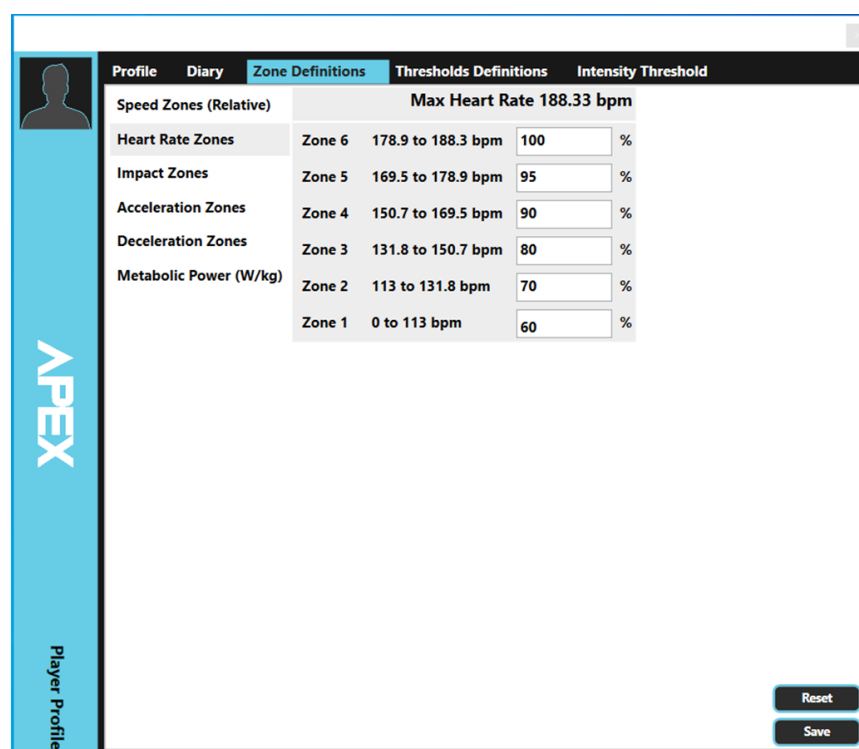 Profile Diary Zone Definitions Thresholds Definitions Intensity Threshold
Speed Zones (Relative)
Heart Rate Zones
Impact Zones
Acceleration Zones
Deceleration Zones
Metabolic Power (W/kg)
Max Heart Rate 188.33 bpm
Zone 6 178.9 to 188.3 bpm 100 %
Zone 5 169.5 to 178.9 bpm 95 %
Zone 4 150.7 to 169.5 bpm 90 %
Zone 3 131.8 to 150.7 bpm 80 %
Zone 2 113 to 131.8 bpm 70 %
Zone 1 0 to 113 bpm 60 %
APEX
Player Profile
Reset
Save